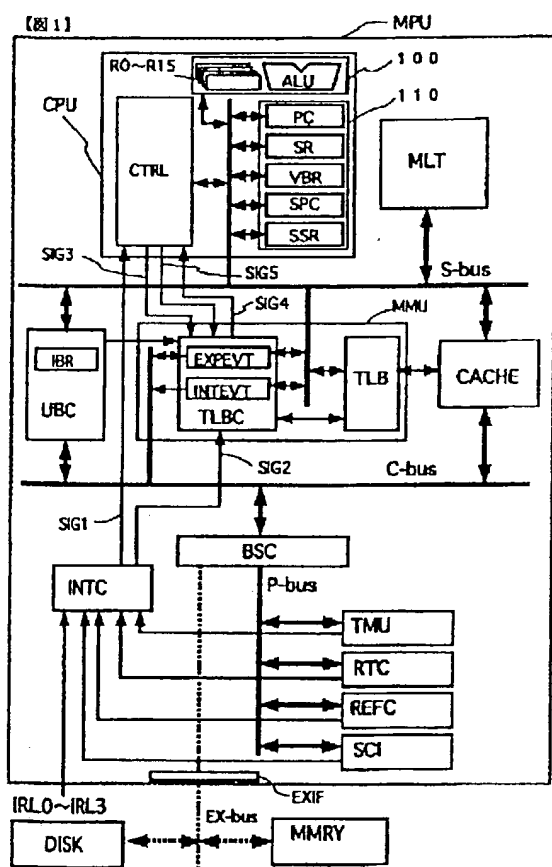 【図1】
MPU
R0~R15
ALU
100
110
CPU
CTRL
PC
SR
VBR
SPC
SSR
MLT
SIG3
SIG5
SIG4
S-bus
MMU
IBR
UBC
EXPEVT
INTEVT
TLBC
TLB
CACHE
SIG2
C-bus
SIG1
BSC
P-bus
INTC
TMU
RTC
REFC
SCI
EXIF
IRL0~IRL3
EX-bus
DISK
MMRY